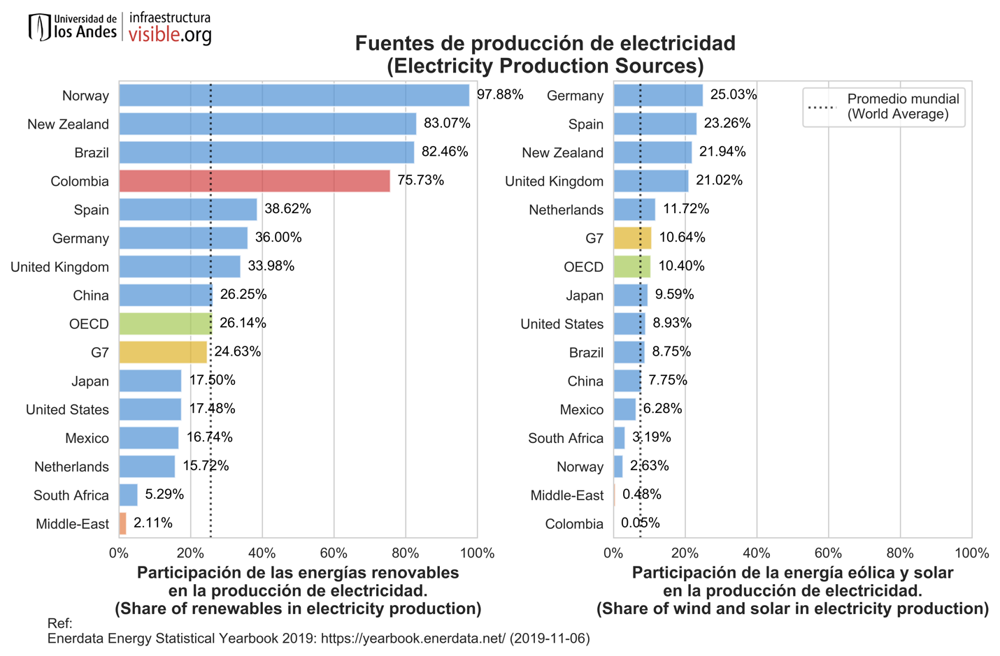 Universidad de
los Andes
infraestructura
visible.org
Fuentes de producción de electricidad
(Electricity Production Sources)
Norway 97.88%
New Zealand 83.07%
Brazil 82.46%
Colombia 75.73%
Spain 38.62%
Germany 36.00%
United Kingdom 33.98%
China 26.25%
OECD 26.14%
G7 24.63%
Japan 17.50%
United States 17.48%
Mexico 16.74%
Netherlands 15.72%
South Africa 5.29%
Middle-East 2.11%
0% 20% 40% 60% 80% 100%
Participación de las energías renovables
en la producción de electricidad.
(Share of renewables in electricity production)
Promedio mundial
(World Average)
Germany 25.03%
Spain 23.26%
New Zealand 21.94%
United Kingdom 21.02%
Netherlands 11.72%
G7 10.64%
OECD 10.40%
Japan 9.59%
United States 8.93%
Brazil 8.75%
China 7.75%
Mexico 6.28%
South Africa 3.19%
Norway 2.63%
Middle-East 0.48%
Colombia 0.05%
0% 20% 40% 60% 80% 100%
Participación de la energía eólica y solar
en la producción de electricidad.
(Share of wind and solar in electricity production)
Ref:
Enerdata Energy Statistical Yearbook 2019: https://yearbook.enerdata.net/ (2019-11-06)